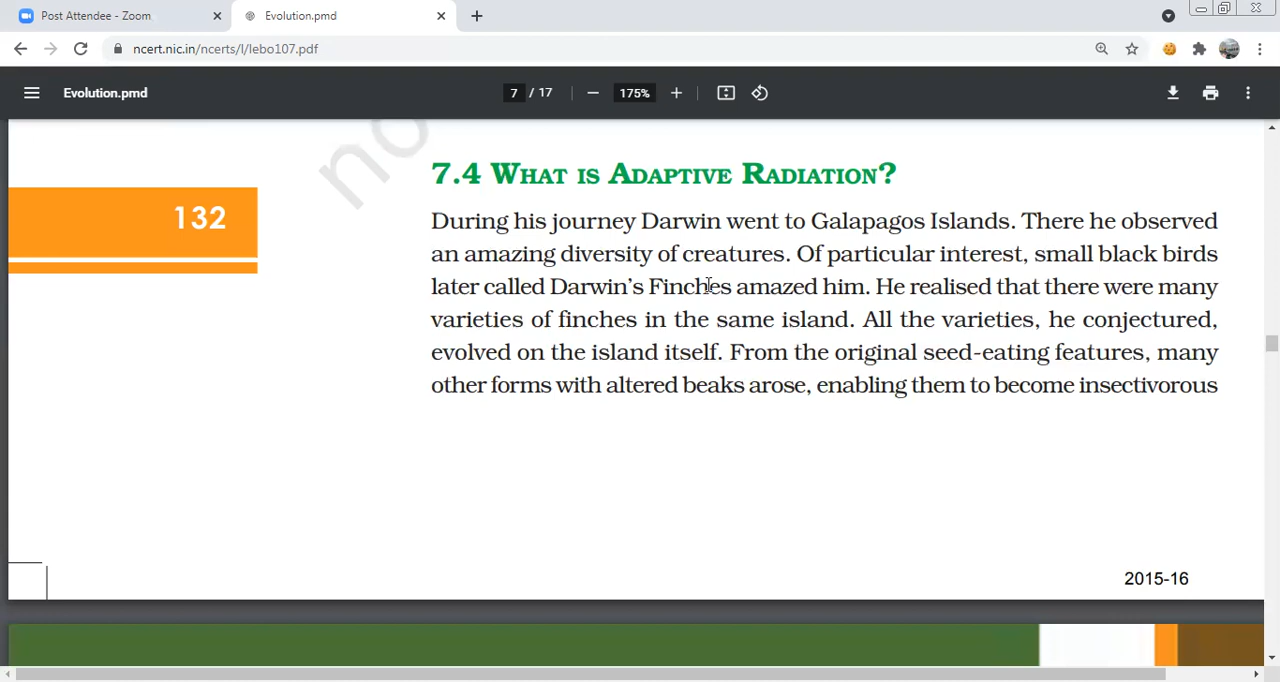 Post Attendee - Zoom
Evolution.pmd
ncert.nic.in/ncerts/l/lebo107.pdf
Evolution.pmd
7 / 17
175%
no
7.4 WHAT IS ADAPTIVE RADIATION?
132
During his journey Darwin went to Galapagos Islands. There he observed
an amazing diversity of creatures. Of particular interest, small black birds
later called Darwin's Finches amazed him. He realised that there were many
varieties of finches in the same island. All the varieties, he conjectured,
evolved on the island itself. From the original seed-eating features, many
other forms with altered beaks arose, enabling them to become insectivorous
2015-16